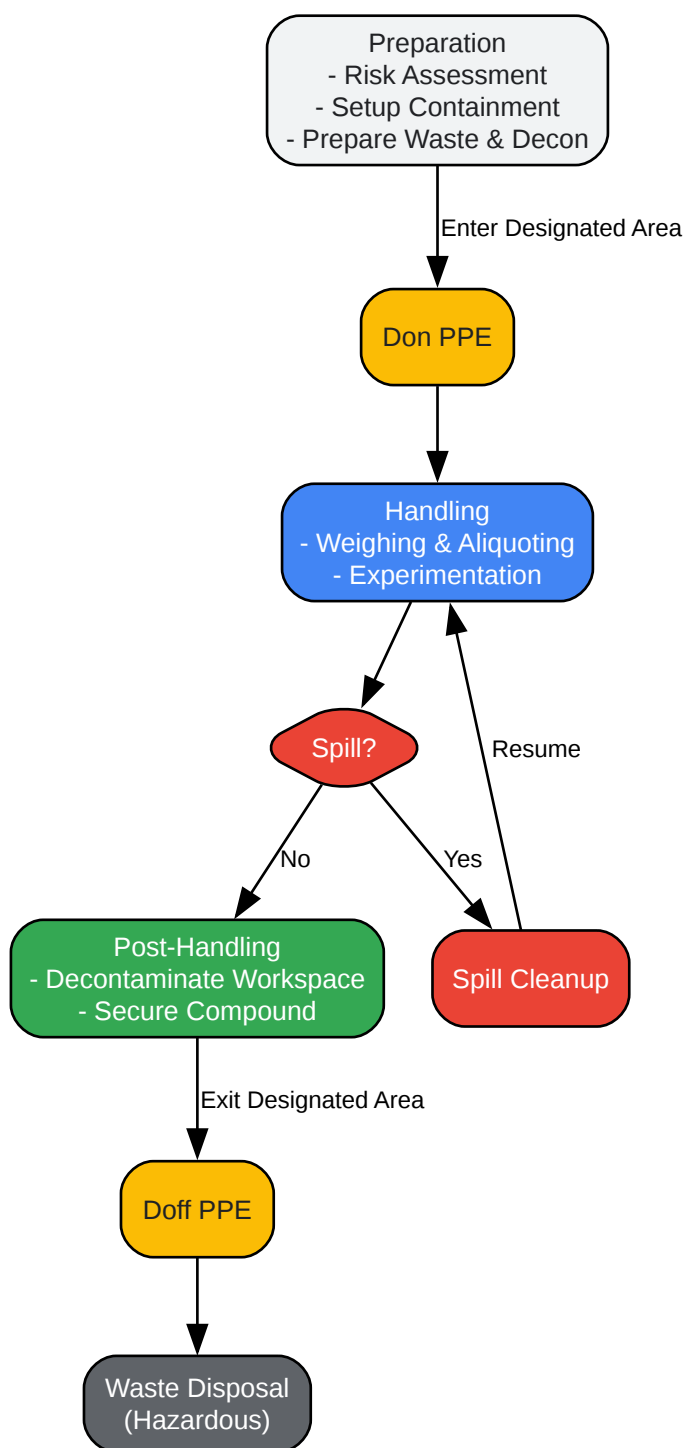 Preparation
- Risk Assessment
- Setup Containment
- Prepare Waste & Decon
Enter Designated Area
Don PPE
Handling
- Weighing & Aliquoting
- Experimentation
Spill?
Resume
No
Yes
Post-Handling
- Decontaminate Workspace
- Secure Compound
Spill Cleanup
Exit Designated Area
Doff PPE
Waste Disposal
(Hazardous)